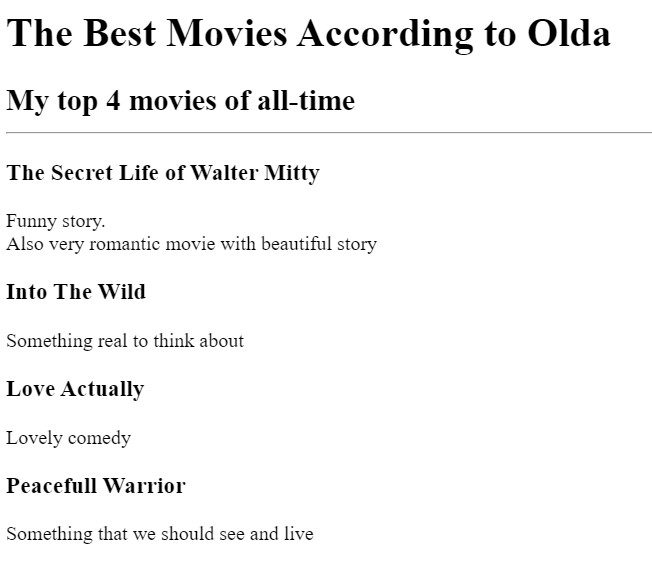 The Best Movies According to Olda
My top 4 movies of all-time
The Secret Life of Walter Mitty
Funny story.
Also very romantic movie with beautiful story
Into The Wild
Something real to think about
Love Actually
Lovely comedy
Peacefull Warrior
Something that we should see and live